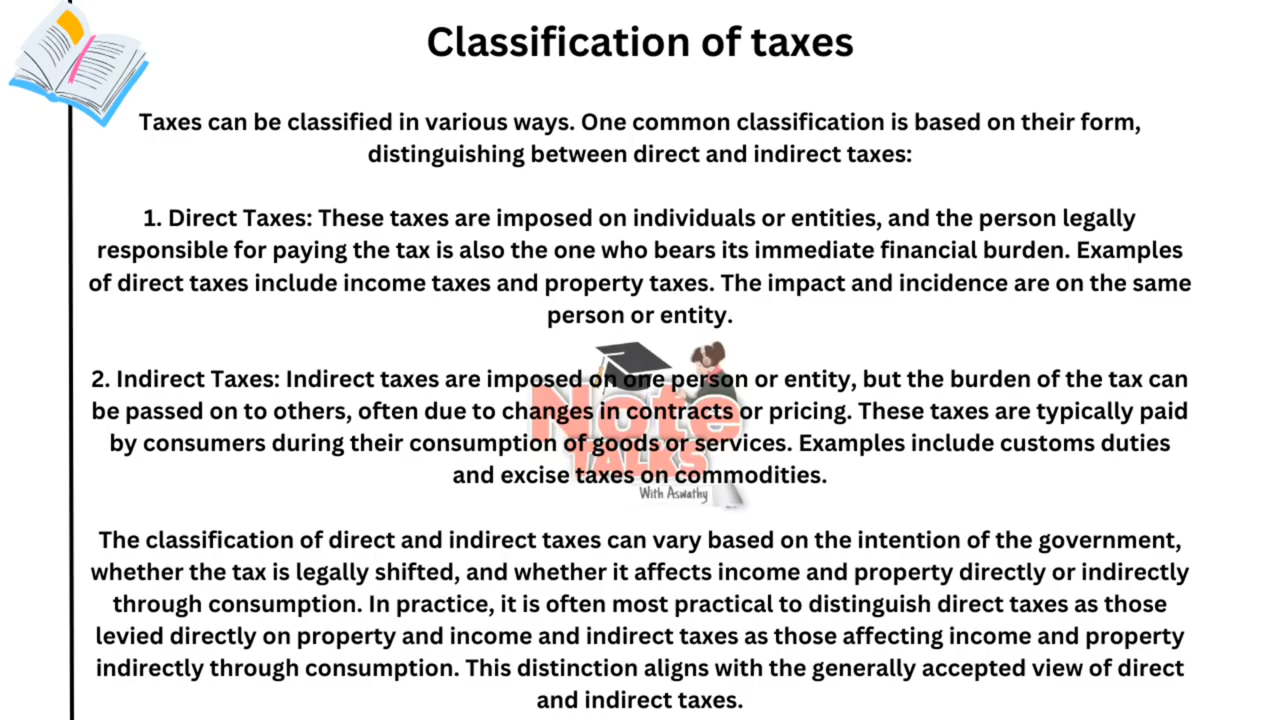 Classification of taxes
Taxes can be classified in various ways. One common classification is based on their form,
distinguishing between direct and indirect taxes:
1. Direct Taxes: These taxes are imposed on individuals or entities, and the person legally
responsible for paying the tax is also the one who bears its immediate financial burden. Examples
of direct taxes include income taxes and property taxes. The impact and incidence are on the same
person or entity.
2. Indirect Taxes: Indirect taxes are imposed on one person or entity, but the burden of the tax can
be passed on to others, often due to changes in contracts or pricing. These taxes are typically paid
by consumers during their consumption of goods or services. Examples include customs duties
and excise taxes on commodities.
Note
TALKS
With Aswathy
The classification of direct and indirect taxes can vary based on the intention of the government,
whether the tax is legally shifted, and whether it affects income and property directly or indirectly
through consumption. In practice, it is often most practical to distinguish direct taxes as those
levied directly on property and income and indirect taxes as those affecting income and property
indirectly through consumption. This distinction aligns with the generally accepted view of direct
and indirect taxes.